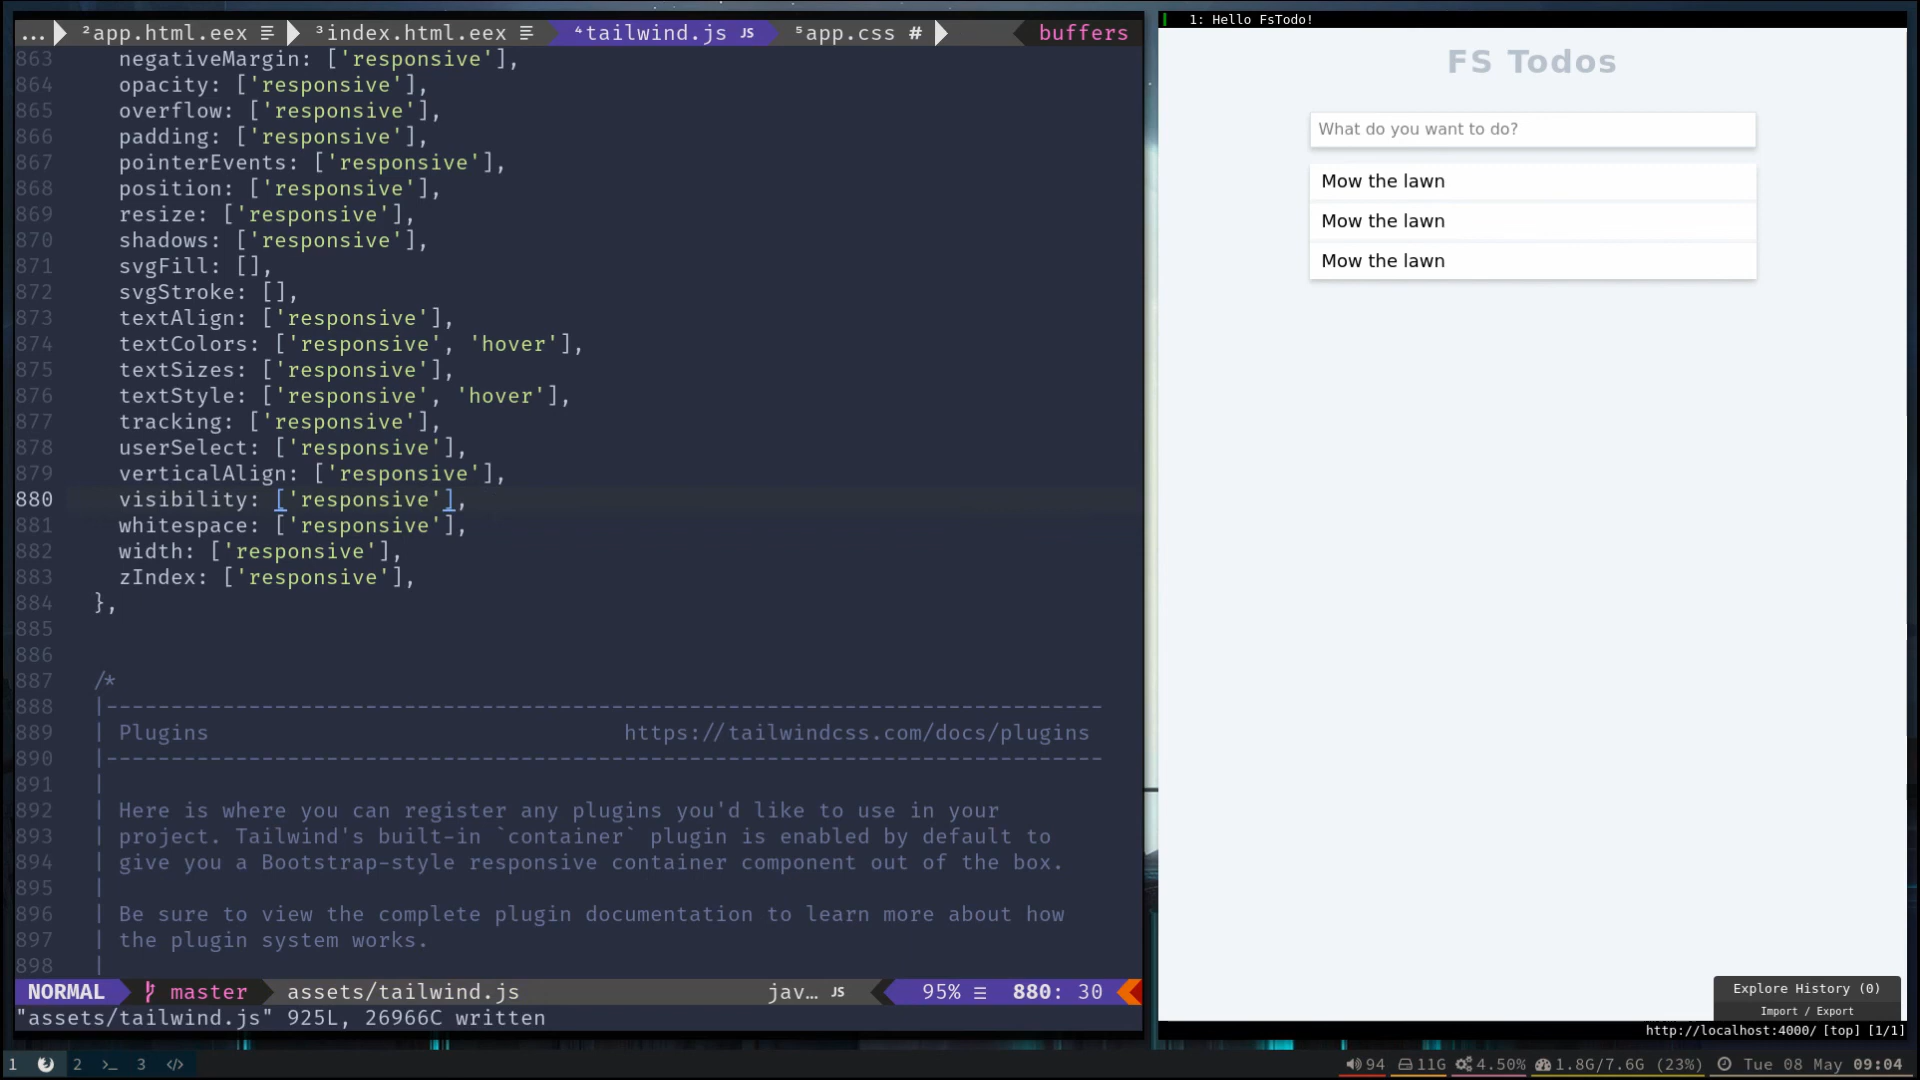 ... ²app.html.eex ³index.html.eex ⁴tailwind.js JS ⁵app.css # buffers
863 negativeMargin: ['responsive'],
864 opacity: ['responsive'],
865 overflow: ['responsive'],
866 padding: ['responsive'],
867 pointerEvents: ['responsive'],
868 position: ['responsive'],
869 resize: ['responsive'],
870 shadows: ['responsive'],
871 svgFill: [],
872 svgStroke: [],
873 textAlign: ['responsive'],
874 textColors: ['responsive', 'hover'],
875 textSizes: ['responsive'],
876 textStyle: ['responsive', 'hover'],
877 tracking: ['responsive'],
878 userSelect: ['responsive'],
879 verticalAlign: ['responsive'],
880 visibility: ['responsive'],
881 whitespace: ['responsive'],
882 width: ['responsive'],
883 zIndex: ['responsive'],
884 },
885
886
887 /*
888 |-----------------------------------------------------------------------------
889 | Plugins https://tailwindcss.com/docs/plugins
890 |-----------------------------------------------------------------------------
891 |
892 | Here is where you can register any plugins you'd like to use in your
893 | project. Tailwind's built-in `container` plugin is enabled by default to
894 | give you a Bootstrap-style responsive container component out of the box.
895 |
896 | Be sure to view the complete plugin documentation to learn more about how
897 | the plugin system works.
898 |
NORMAL master assets/tailwind.js jav… JS 95% ☰ 880: 30
"assets/tailwind.js" 925L, 26966C written
1: Hello FsTodo!
FS Todos
What do you want to do?
Mow the lawn
Mow the lawn
Mow the lawn
Explore History (0)
Import / Export
http://localhost:4000/ [top] [1/1]
1 2 >_ 3 </> 94 11G 4.50% 1.8G/7.6G (23%) Tue 08 May 09:04